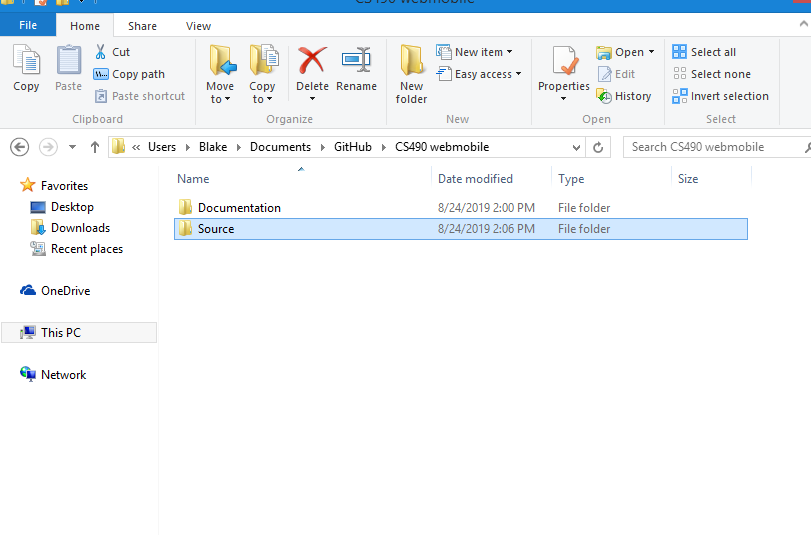 CS490 webmobile
File Home Share View
Copy
Paste
Cut
Copy path
Paste shortcut
Clipboard
Move to
Copy to
Delete
Rename
Organize
New folder
New item
Easy access
New
Properties
Open
Edit
History
Open
Select all
Select none
Invert selection
Select
Users Blake Documents GitHub CS490 webmobile
Search CS490 webmobile
Favorites
Desktop
Downloads
Recent places
OneDrive
This PC
Network
Name Date modified Type Size
Documentation 8/24/2019 2:00 PM File folder
Source 8/24/2019 2:06 PM File folder